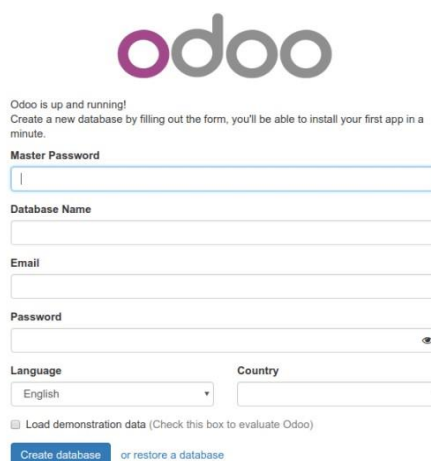 odoo
Odoo is up and running!
Create a new database by filling out the form, you'll be able to install your first app in a
minute.
Master Password
Database Name
Email
Password
Language Country
English
Load demonstration data (Check this box to evaluate Odoo)
Create database or restore a database